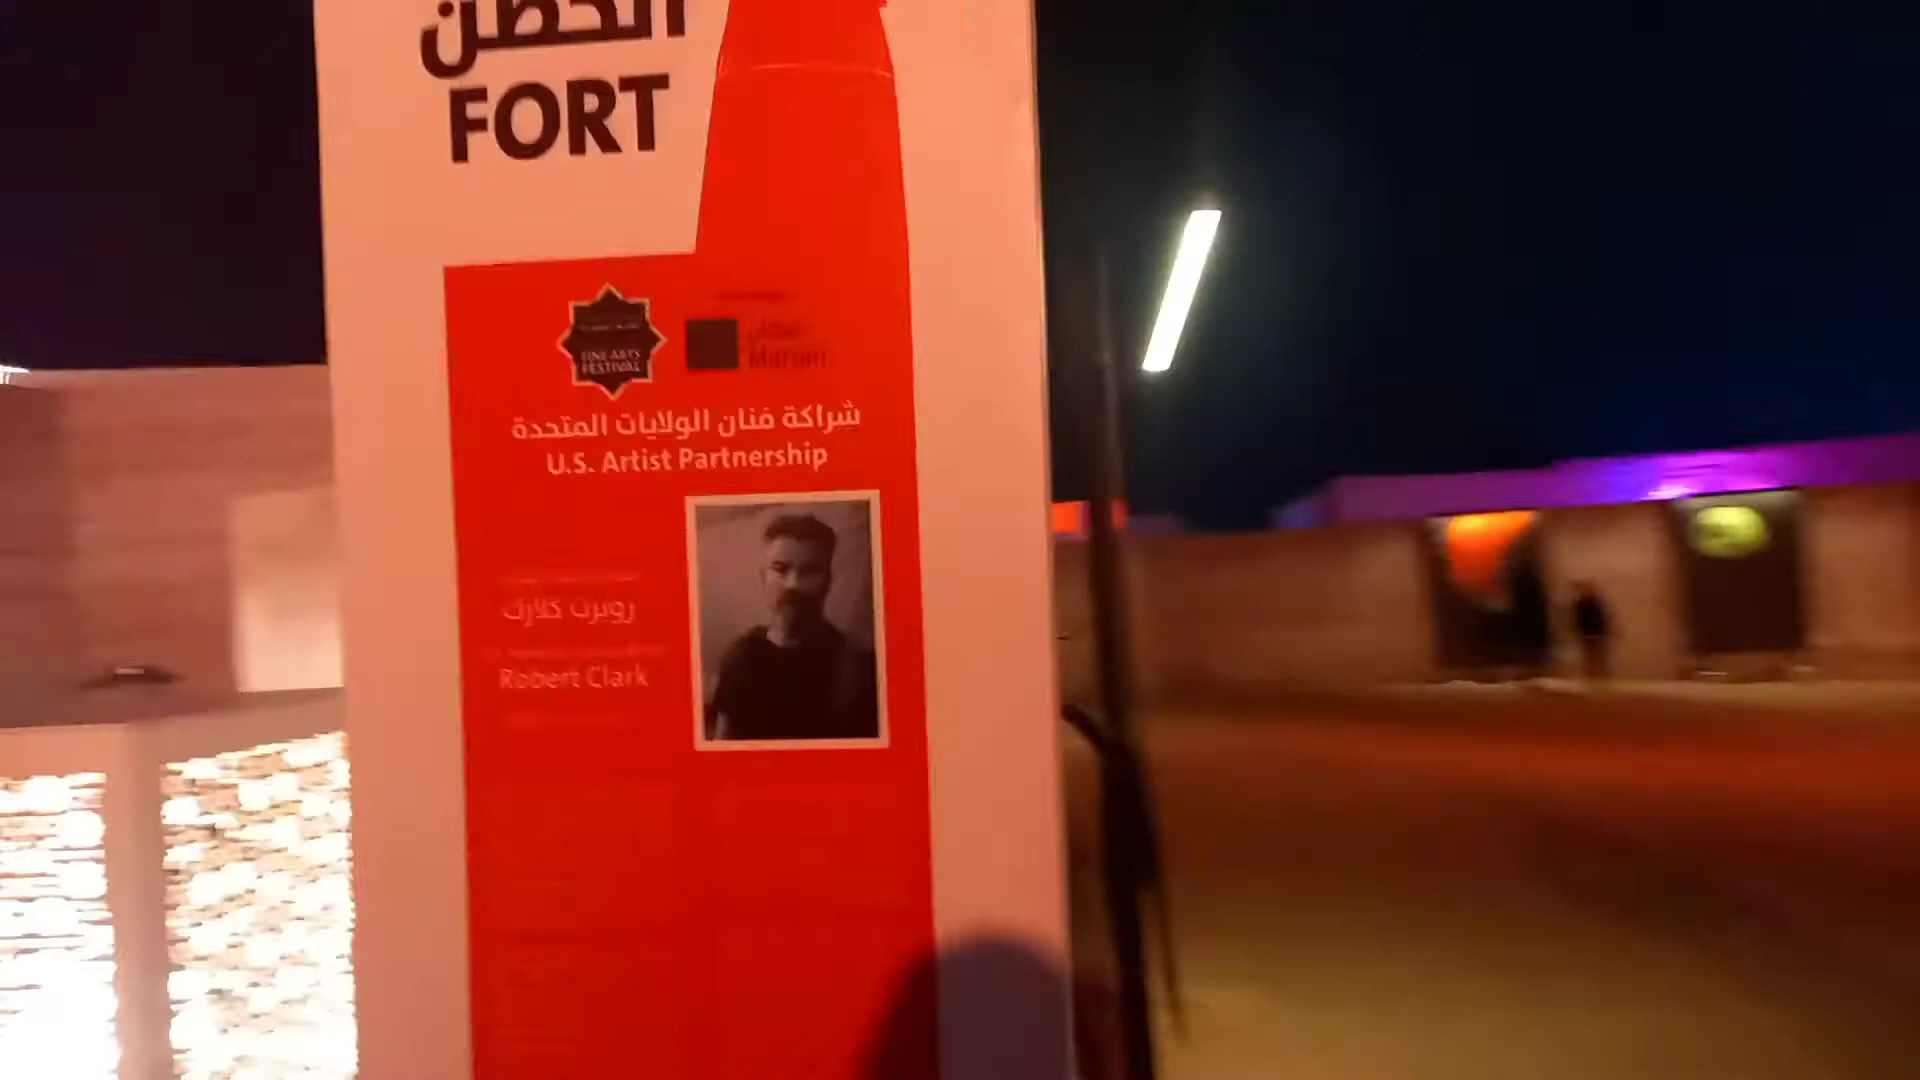 الحصن
FORT
FINE ARTS
FESTIVAL
شراكة فنان الولايات المتحدة
U.S. Artist Partnership
روبرت كلارك
Robert Clark